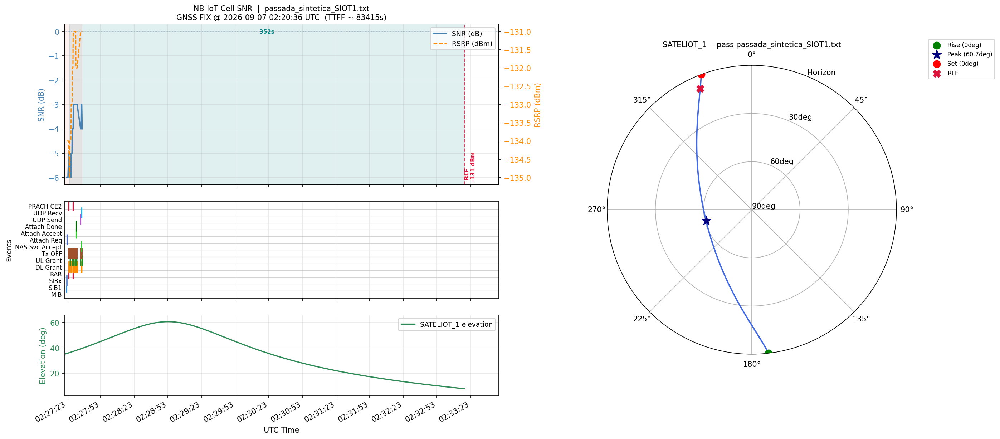 NB-IoT Cell SNR | passada_sintetica_SIOT1.txt
GNSS FIX @ 2026-09-07 02:20:36 UTC (TTFF ~ 83415s)
SNR (dB)
0
−1
−2
−3
−4
−5
−6
352s
SNR (dB)
RSRP (dBm)
RLF
-131 dBm
−131.0
−131.5
−132.0
−132.5
−133.0
−133.5
−134.0
−134.5
−135.0
RSRP (dBm)
Events
PRACH CE2
UDP Recv
UDP Send
Attach Done
Attach Accept
Attach Req
NAS Svc Accept
Tx OFF
UL Grant
DL Grant
RAR
SIBx
SIB1
MIB
Elevation (deg)
60
40
20
SATELIOT_1 elevation
02:27:23
02:27:53
02:28:23
02:28:53
02:29:23
02:29:53
02:30:23
02:30:53
02:31:23
02:31:53
02:32:23
02:32:53
02:33:23
UTC Time
SATELIOT_1 -- pass passada_sintetica_SIOT1.txt
0°
45°
90°
135°
180°
225°
270°
315°
Horizon
30deg
60deg
90deg
Rise (0deg)
Peak (60.7deg)
Set (0deg)
RLF